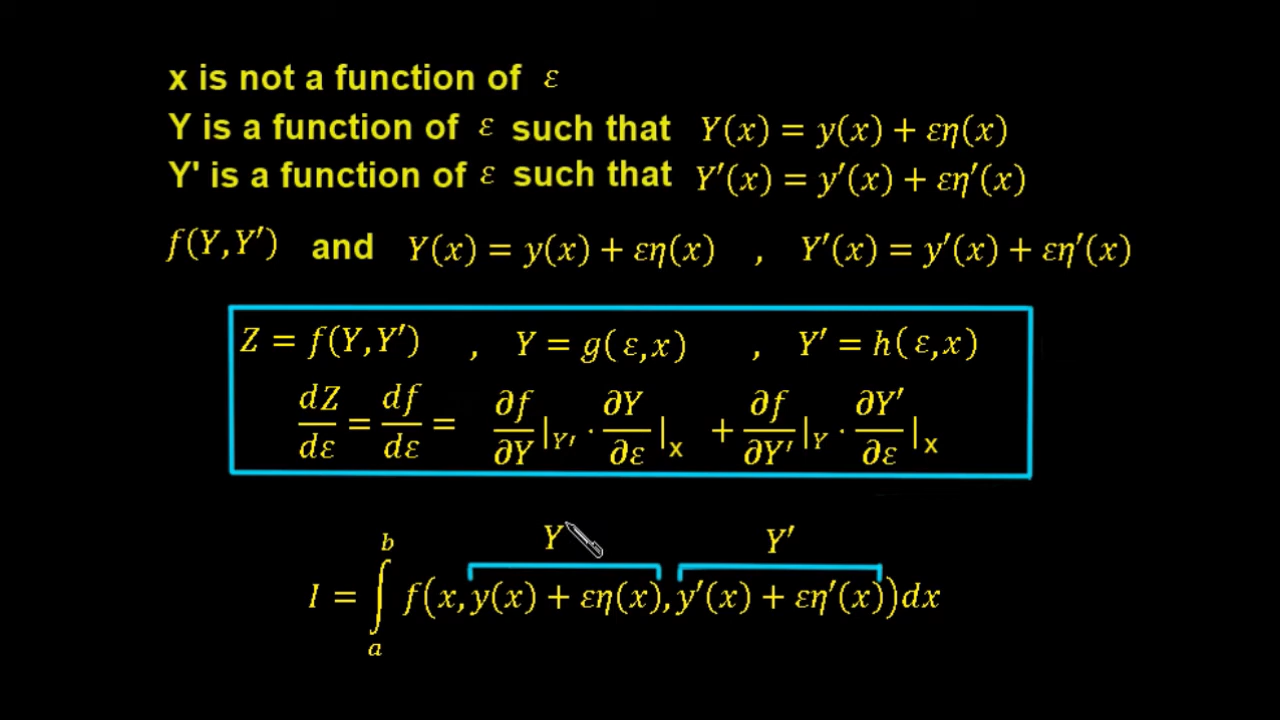 x is not a function of ε
Y is a function of ε such that Y(x) = y(x) + εη(x)
Y' is a function of ε such that Y′(x) = y′(x) + εη′(x)
f(Y, Y′) and Y(x) = y(x) + εη(x) , Y′(x) = y′(x) + εη′(x)
Z = f(Y, Y′) , Y = g(ε,x) , Y′ = h(ε,x)
dZ/dε = df/dε = ∂f/∂Y |Y′ · ∂Y/∂ε |x + ∂f/∂Y′ |Y · ∂Y′/∂ε |x
Y Y′
I = ∫ₐᵇ f(x, y(x) + εη(x), y′(x) + εη′(x))dx